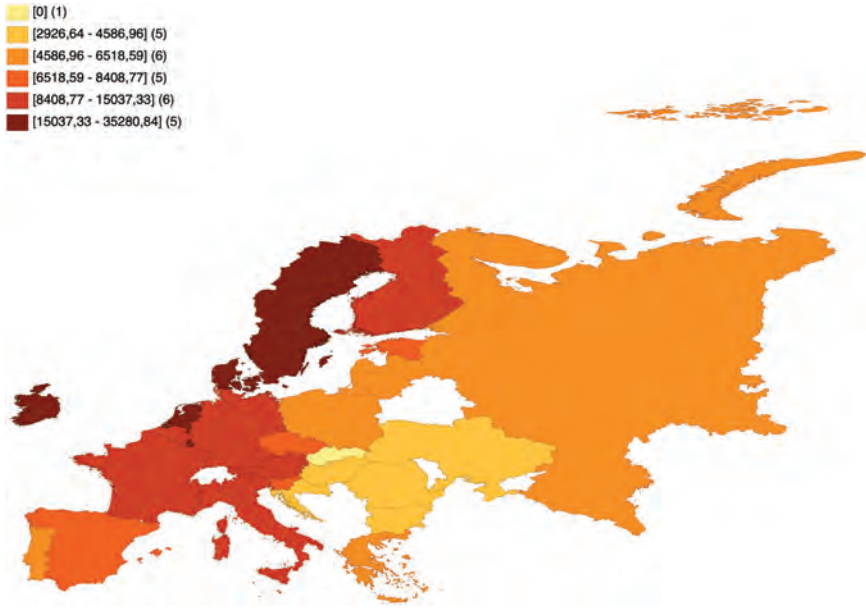 [0] (1)
[2926,64 - 4586,96] (5)
[4586,96 - 6518,59] (6)
[6518,59 - 8408,77] (5)
[8408,77 - 15037,33] (6)
[15037,33 - 35280,84] (5)